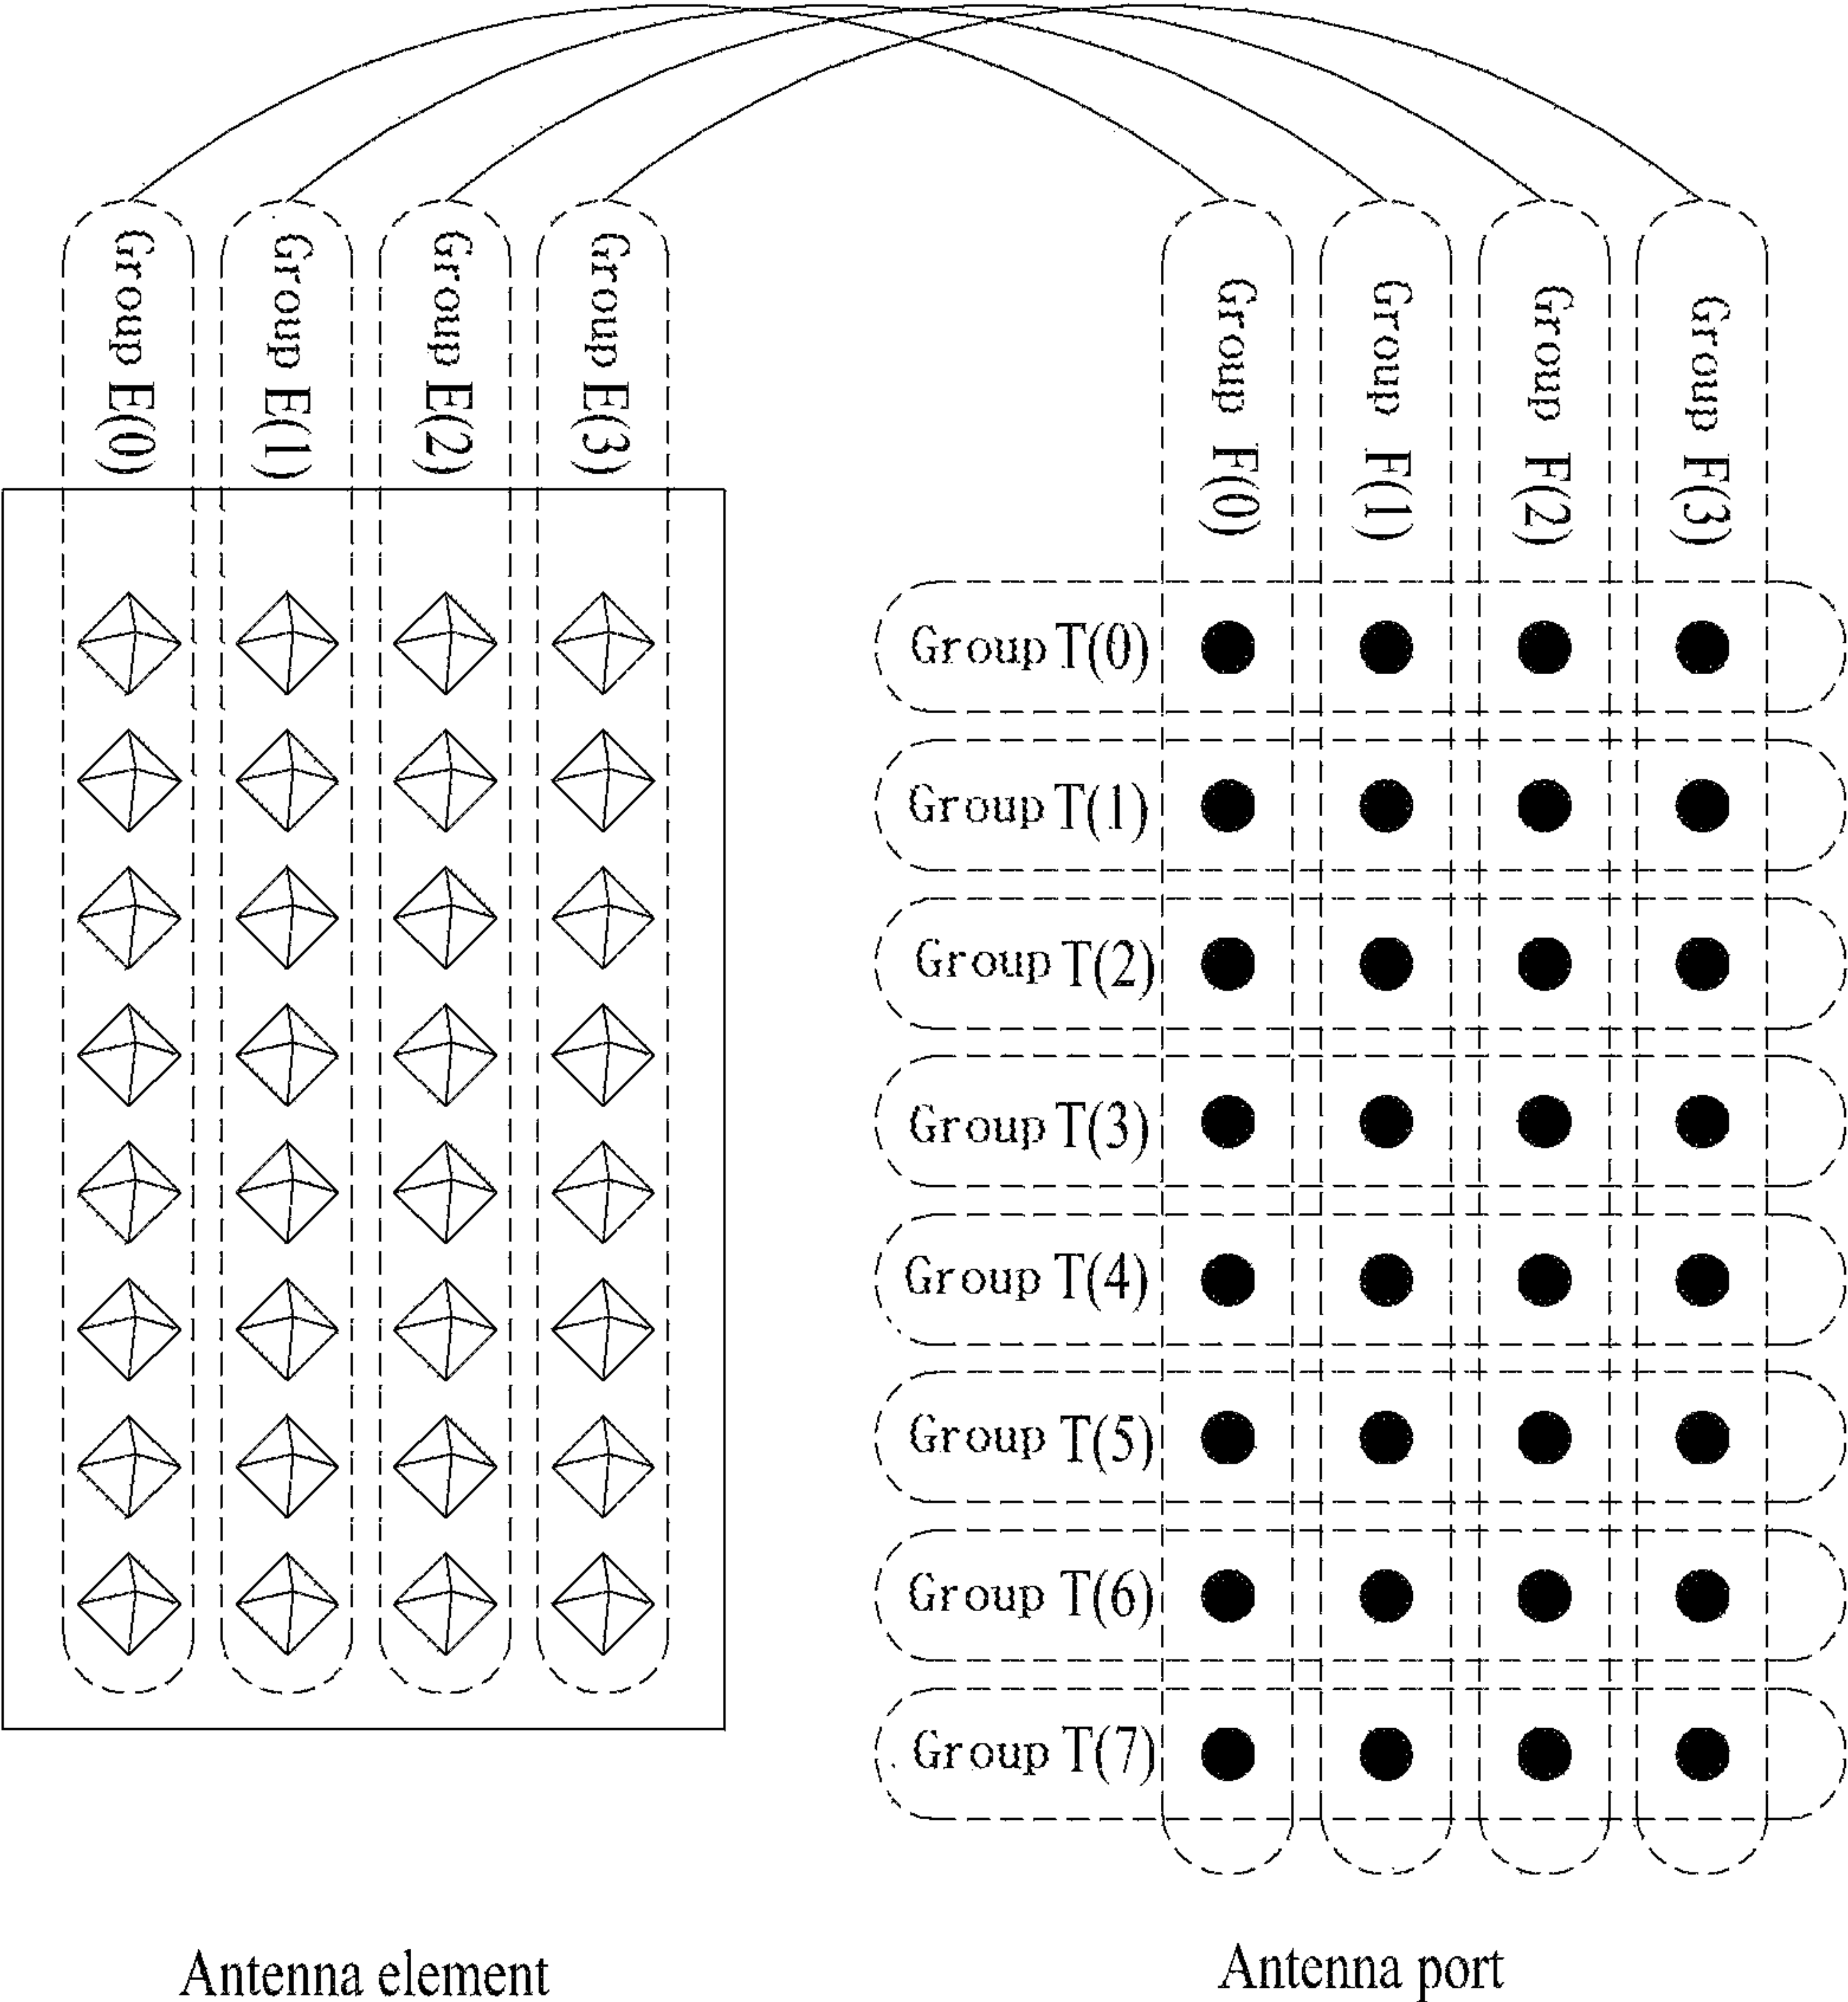 Group E(0)
Group E(1)
Group E(2)
Group E(3)
Group F(0)
Group F(1)
Group F(2)
Group F(3)
Group T(0)
Group T(1)
Group T(2)
Group T(3)
Group T(4)
Group T(5)
Group T(6)
Group T(7)
Antenna element
Antenna port